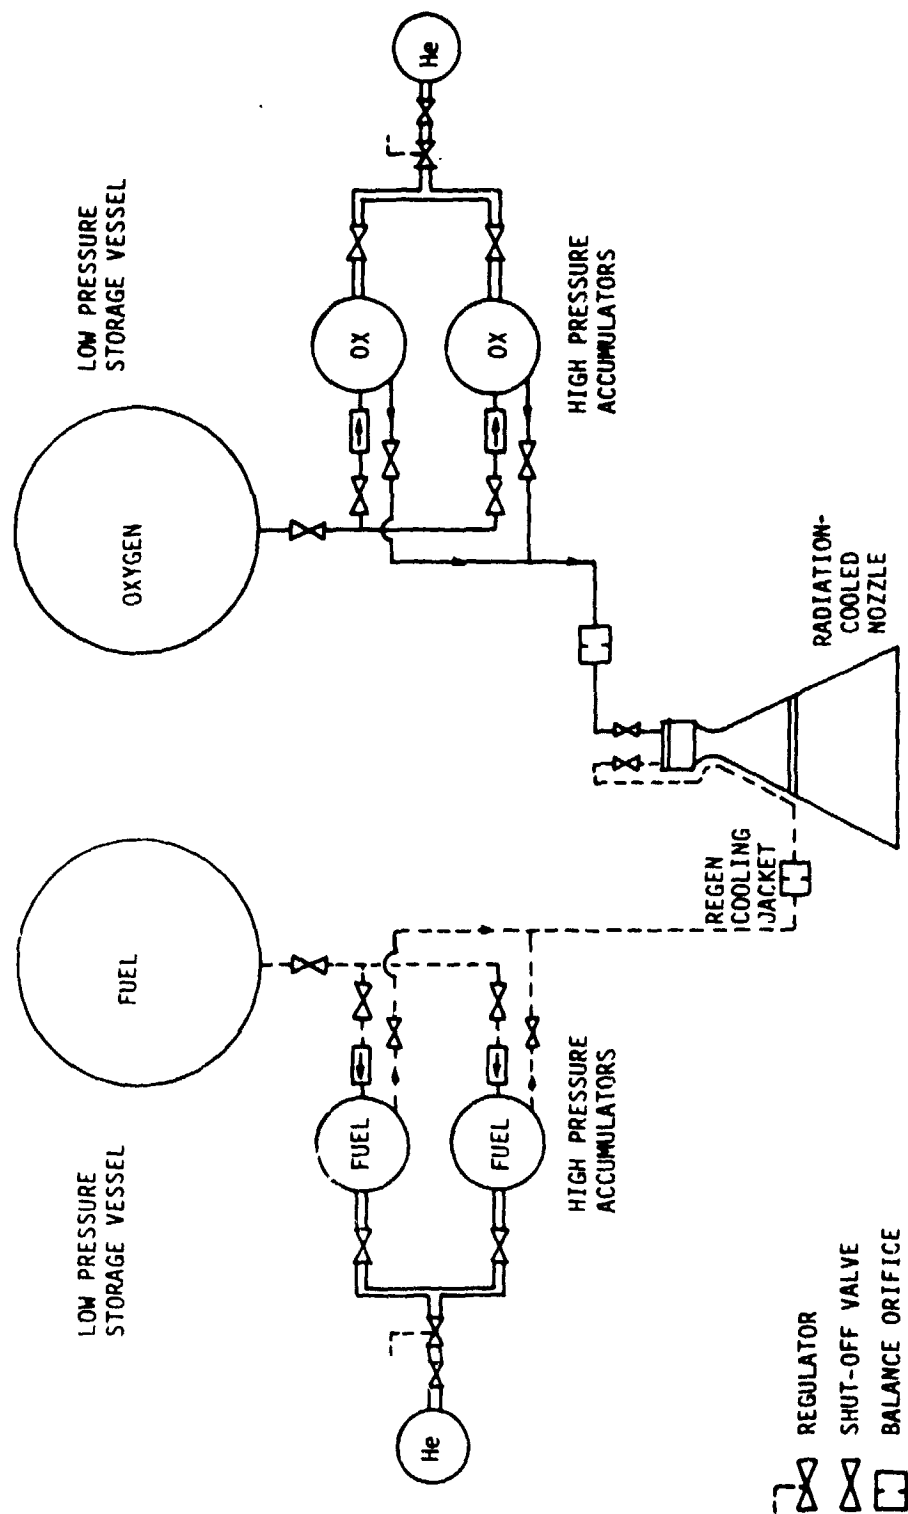 LOW PRESSURE
STORAGE VESSEL
FUEL
He
FUEL
FUEL
HIGH PRESSURE
ACCUMULATORS
REGEN
COOLING
JACKET
LOW PRESSURE
STORAGE VESSEL
OXYGEN
He
OX
OX
HIGH PRESSURE
ACCUMULATORS
RADIATION-
COOLED
NOZZLE
REGULATOR
SHUT-OFF VALVE
BALANCE ORIFICE